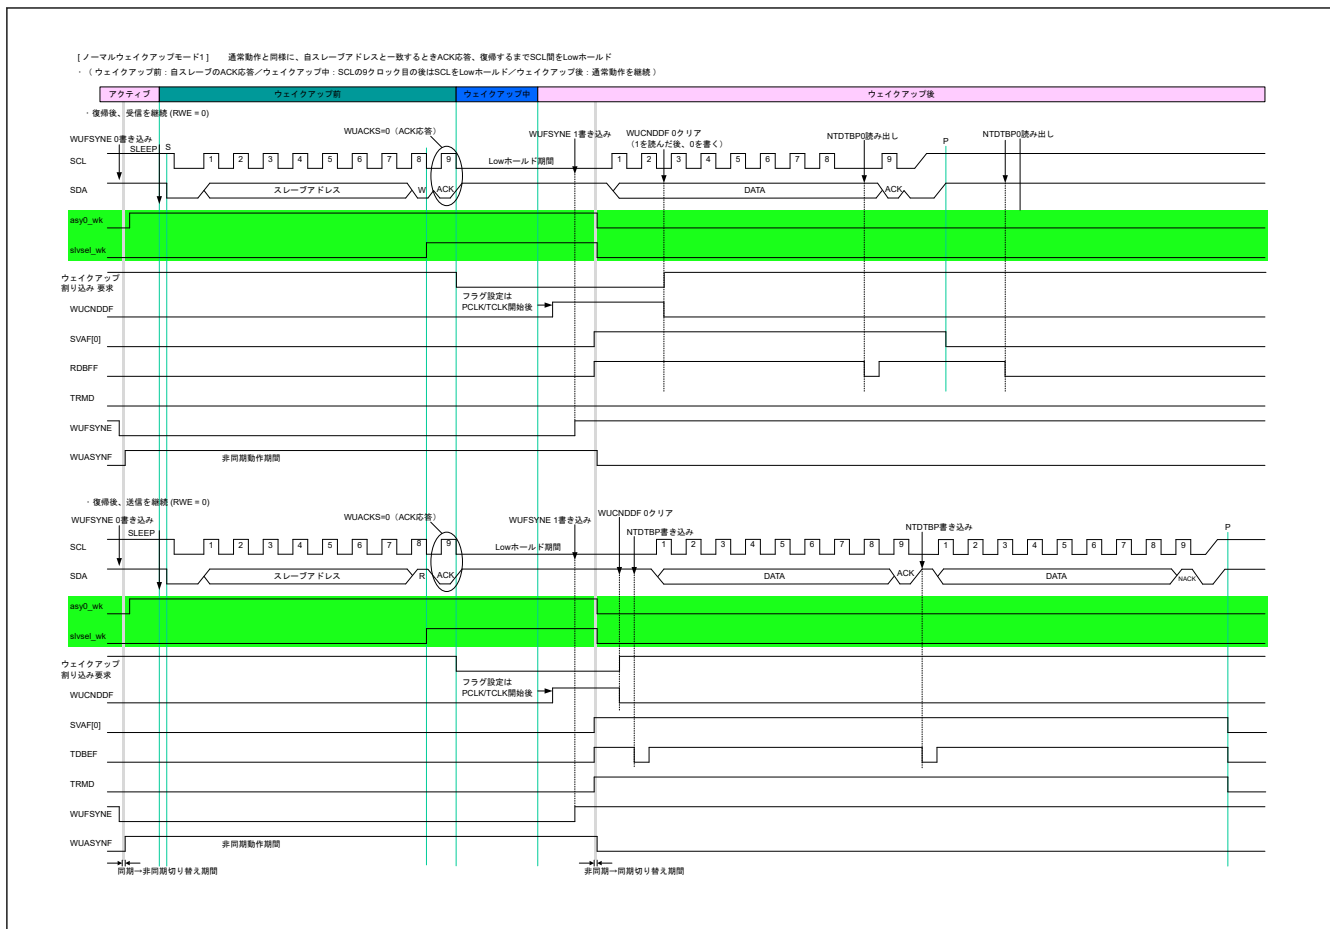 [ ノーマルウェイクアップモード1 ]　　通常動作と同様に、自スレーブアドレスと一致するときACK応答、復帰するまでSCL間をLowホールド
・（ ウェイクアップ前 : 自スレーブのACK応答／ウェイクアップ中 : SCLの9クロック目の後はSCLをLowホールド／ウェイクアップ後 : 通常動作を継続 ）
アクティブ ウェイクアップ前 ウェイクアップ中 ウェイクアップ後
・復帰後、受信を継続 (RWE = 0)
WUFSYNE 0書き込み WUACKS=0（ACK応答） WUFSYNE 1書き込み WUCNDDF 0クリア NTDTBP0読み出し P NTDTBP0読み出し
（1を読んだ後、0を書く）
SLEEP S
SCL 1 2 3 4 5 6 7 8 9 Lowホールド期間 1 2 3 4 5 6 7 8 9
SDA スレーブアドレス W ACK DATA ACK
asy0_wk
slvsel_wk
ウェイクアップ
割り込み 要求
フラグ設定は
PCLK/TCLK開始後
WUCNDDF
SVAF[0]
RDBFF
TRMD
WUFSYNE
WUASYNF 非同期動作期間
・復帰後、送信を継続 (RWE = 0)
WUFSYNE 0書き込み WUACKS=0（ACK応答） WUFSYNE 1書き込み WUCNDDF 0クリア
SLEEP NTDTBP書き込み NTDTBP書き込み P
SCL 1 2 3 4 5 6 7 8 9 Lowホールド期間 1 2 3 4 5 6 7 8 9 1 2 3 4 5 6 7 8 9
SDA スレーブアドレス R ACK DATA ACK DATA NACK
asy0_wk
slvsel_wk
ウェイクアップ
割り込み要求
フラグ設定は
PCLK/TCLK開始後
WUCNDDF
SVAF[0]
TDBEF
TRMD
WUFSYNE
WUASYNF 非同期動作期間
同期→非同期切り替え期間 非同期→同期切り替え期間